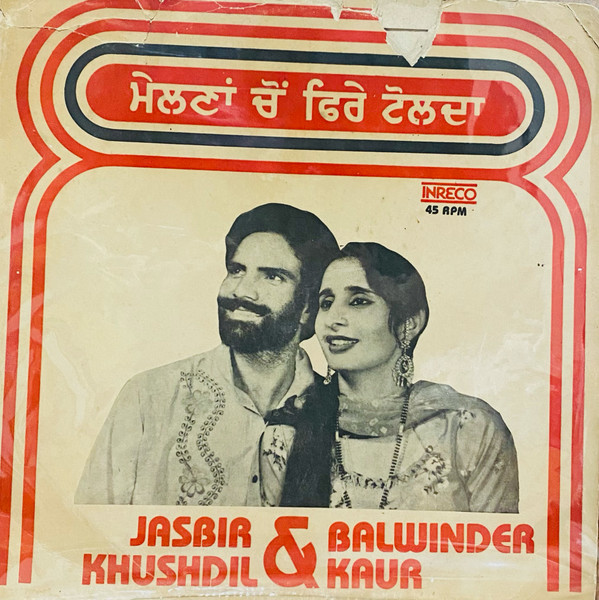 ਮੇਲਣਾਂ ਚੋਂ ਫਿਰੇ ਟੋਲਦਾ
INRECO
45 RPM
JASBIR & BALWINDER
KHUSHDIL KAUR